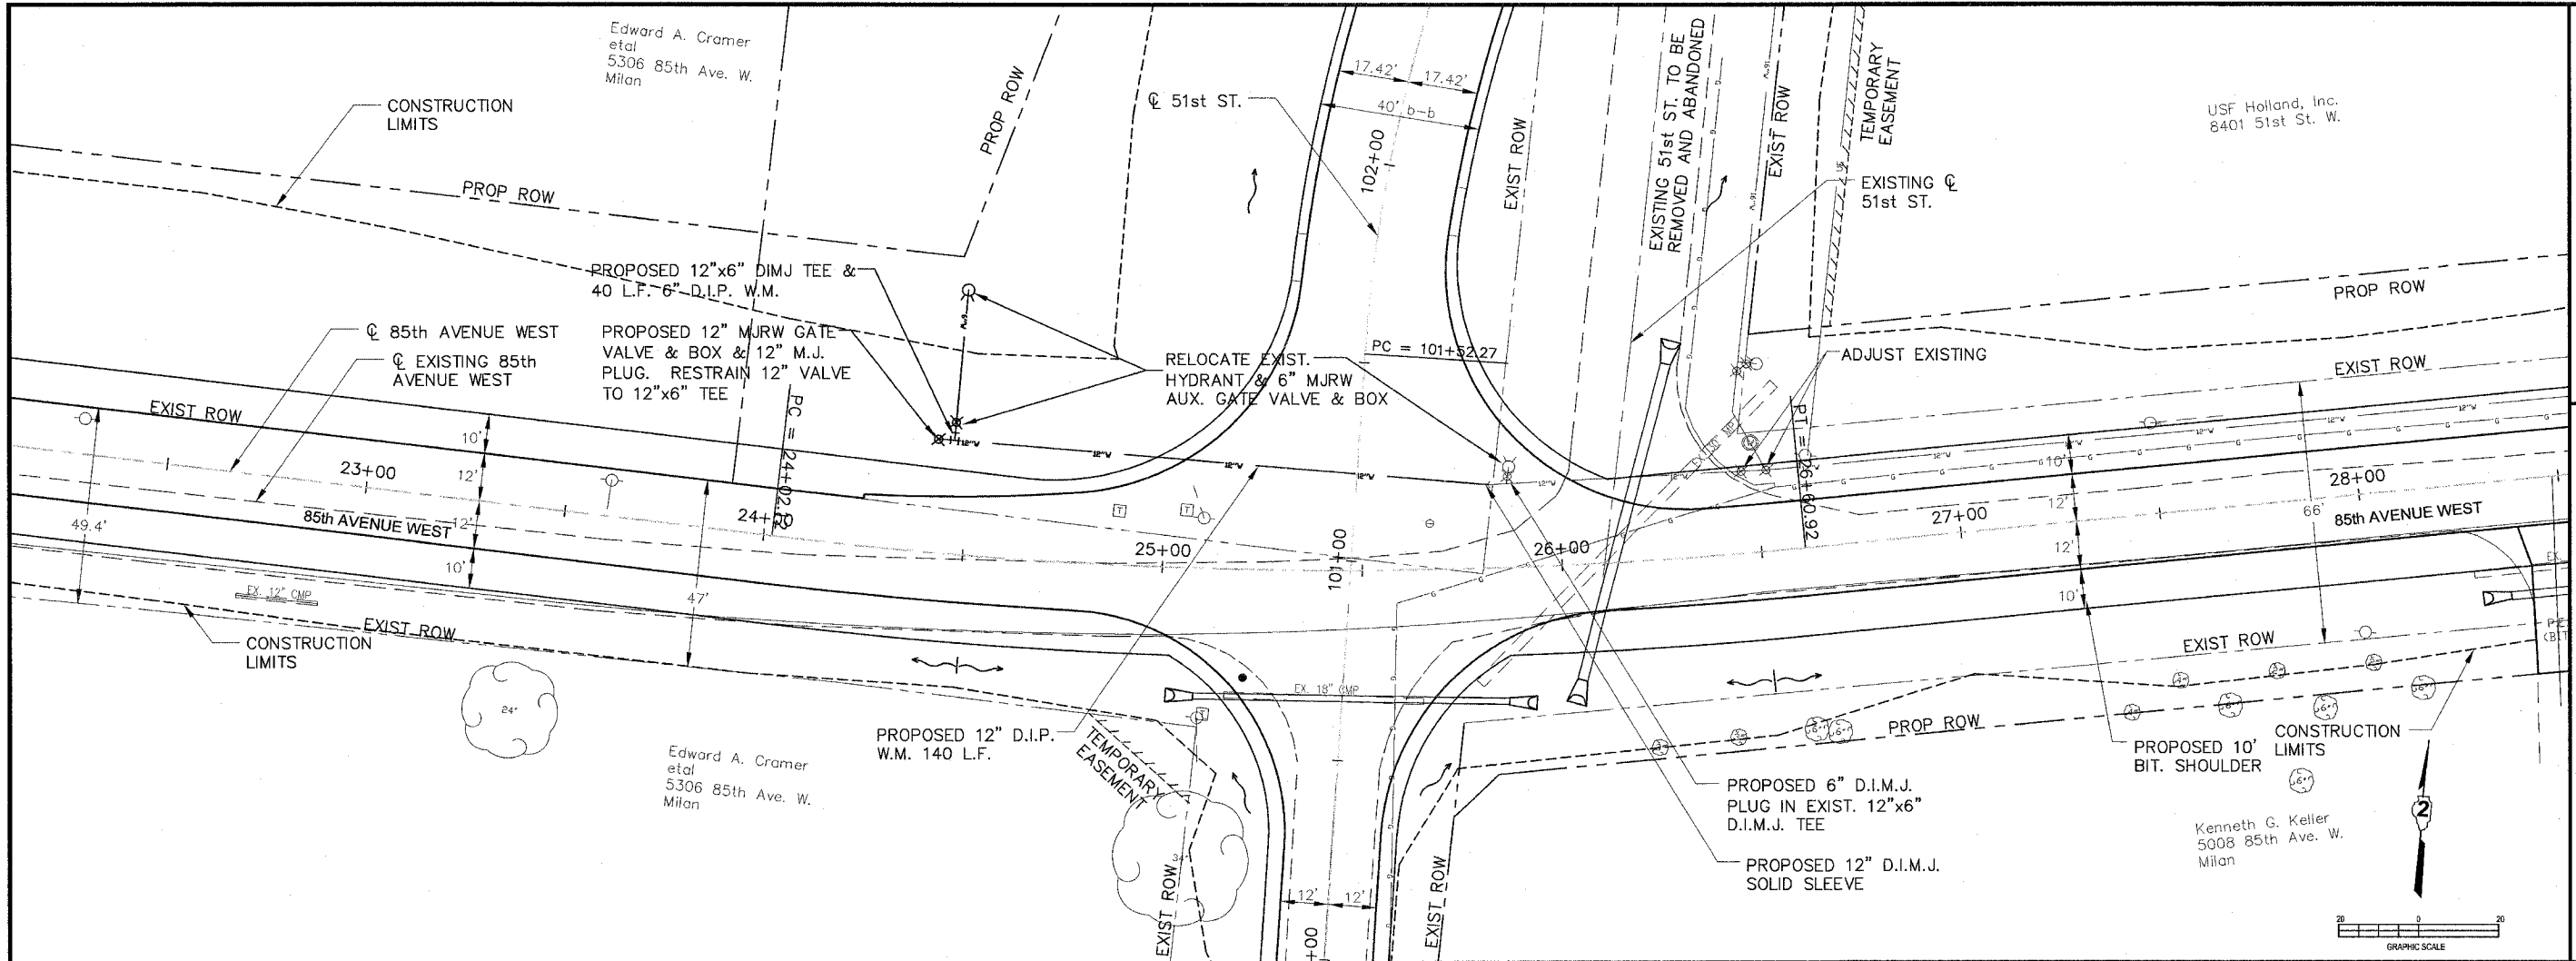 Edward A. Cramer
etal
5306 85th Ave. W.
Milan
CONSTRUCTION
LIMITS
PROP ROW
PROP ROW
℄ 51st ST.
17.42' 17.42'
40' b-b
102+00
EXIST ROW
EXISTING 51st ST. TO BE
REMOVED AND ABANDONED
EXIST ROW
TEMPORARY
EASEMENT
USF Holland, Inc.
8401 51st St. W.
EXISTING ℄
51st ST.
PROP ROW
PROPOSED 12"x6" DIMJ TEE &
40 L.F. 6" D.I.P. W.M.
℄ 85th AVENUE WEST
℄ EXISTING 85th
AVENUE WEST
PROPOSED 12" MJRW GATE
VALVE & BOX & 12" M.J.
PLUG. RESTRAIN 12" VALVE
TO 12"x6" TEE
RELOCATE EXIST.
HYDRANT & 6" MJRW
AUX. GATE VALVE & BOX
PC = 101+52.27
ADJUST EXISTING
EXIST ROW
EXIST ROW
10'
12'
12'
10'
49.4'
23+00
85th AVENUE WEST
24+00
25+00
101+00
26+00
27+00
28+00
85th AVENUE WEST
66'
10'
12'
12'
10'
12"W
12"W
12"W
12"W
12"W
T
T
EX. 12" CMP
47'
EXIST ROW
CONSTRUCTION
LIMITS
24"
EX. 18" CMP
EXIST ROW
PROP ROW
CONSTRUCTION
LIMITS
PROPOSED 10'
BIT. SHOULDER
Edward A. Cramer
etal
5306 85th Ave. W.
Milan
PROPOSED 12" D.I.P.
W.M. 140 L.F.
TEMPORARY
EASEMENT
EXIST ROW
12' 12'
EXIST ROW
PROPOSED 6" D.I.M.J.
PLUG IN EXIST. 12"x6"
D.I.M.J. TEE
PROPOSED 12" D.I.M.J.
SOLID SLEEVE
Kenneth G. Keller
5008 85th Ave. W.
Milan
2
20 0 20
GRAPHIC SCALE